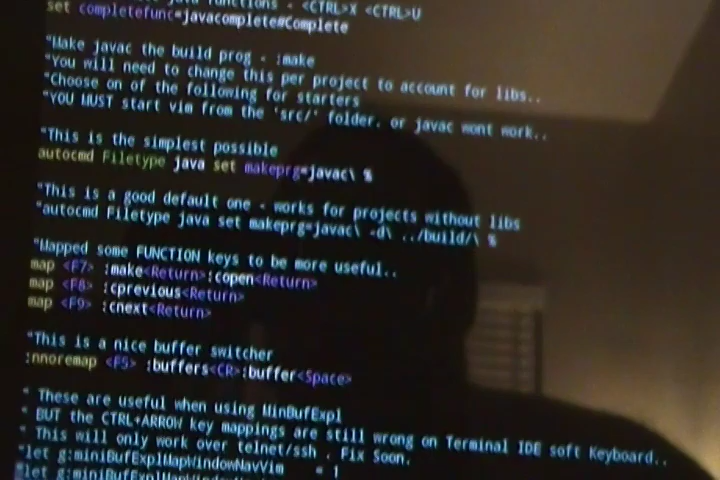 functions - <CTRL>X <CTRL>U
set completefunc=javacomplete#Complete
"Make javac the build prog - :make
"You will need to change this per project to account for libs..
"Choose on of the following for starters
"YOU MUST start vim from the 'src/' folder. or javac wont work..
"This is the simplest possible
autocmd Filetype java set makeprg=javac\ %
"This is a good default one - works for projects without libs
"autocmd Filetype java set makeprg=javac\ -d\ ../build/\ %
"Mapped some FUNCTION keys to be more useful..
map <F7> :make<Return>:copen<Return>
map <F8> :cprevious<Return>
map <F9> :cnext<Return>
"This is a nice buffer switcher
:nnoremap <F5> :buffers<CR>:buffer<Space>
" These are useful when using MinBufExpl
" BUT the CTRL+ARROW key mappings are still wrong on Terminal IDE soft Keyboard..
" This will only work over telnet/ssh . Fix Soon.
"let g:miniBufExplMapWindowNavVim = 1
"let g:miniBufExplMapWindowNav